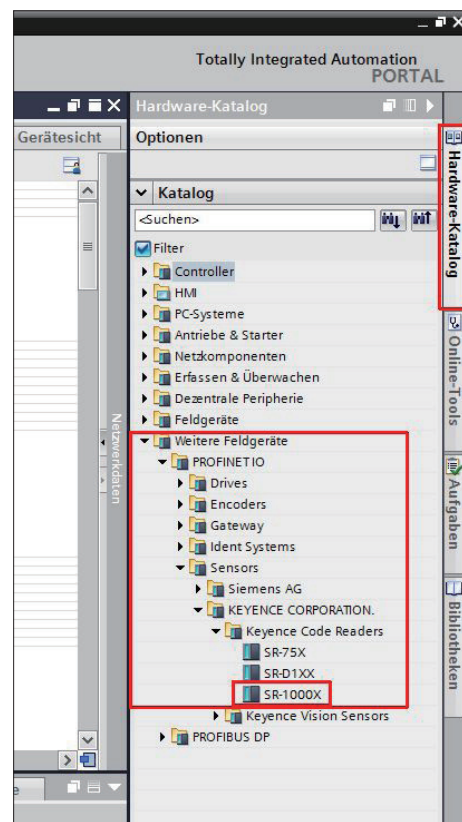 Totally Integrated Automation
PORTAL
Hardware-Katalog
Gerätesicht
Optionen
Katalog
<Suchen>
Filter
Controller
HMI
PC-Systeme
Antriebe & Starter
Netzkomponenten
Erfassen & Überwachen
Dezentrale Peripherie
Feldgeräte
Weitere Feldgeräte
PROFINET IO
Drives
Encoders
Gateway
Ident Systems
Sensors
Siemens AG
KEYENCE CORPORATION.
Keyence Code Readers
SR-75X
SR-D1XX
SR-1000X
Keyence Vision Sensors
PROFIBUS DP
Netzwerkdaten
Hardware-Katalog
Online-Tools
Aufgaben
Bibliotheken